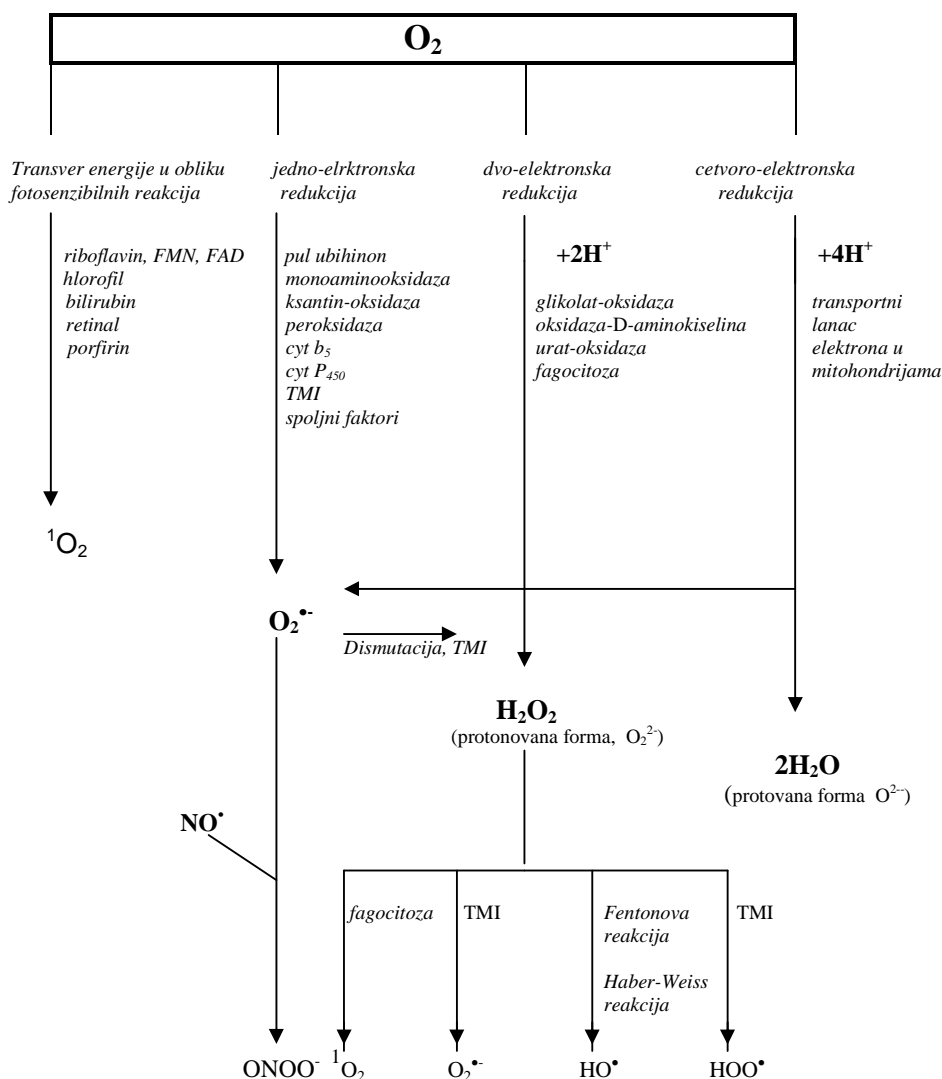 O₂
Transver energije u obliku
fotosenzibilnih reakcija
jedno-elrktronska
redukcija
dvo-elektronska
redukcija
cetvoro-elektronska
redukcija
riboflavin, FMN, FAD
hlorofil
bilirubin
retinal
porfirin
pul ubihinon
monoaminooksidaza
ksantin-oksidaza
peroksidaza
cyt b₅
cyt P₄₅₀
TMI
spoljni faktori
+2H⁺
glikolat-oksidaza
oksidaza-D-aminokiselina
urat-oksidaza
fagocitoza
+4H⁺
transportni
lanac
elektrona u
mitohondrijama
¹O₂
O₂•⁻
Dismutacija, TMI
H₂O₂
(protonovana forma, O₂²⁻)
2H₂O
(protovana forma O²⁻⁻)
NO•
fagocitoza
TMI
Fentonova
reakcija
Haber-Weiss
reakcija
TMI
ONOO⁻
¹O₂
O₂•⁻
HO•
HOO•